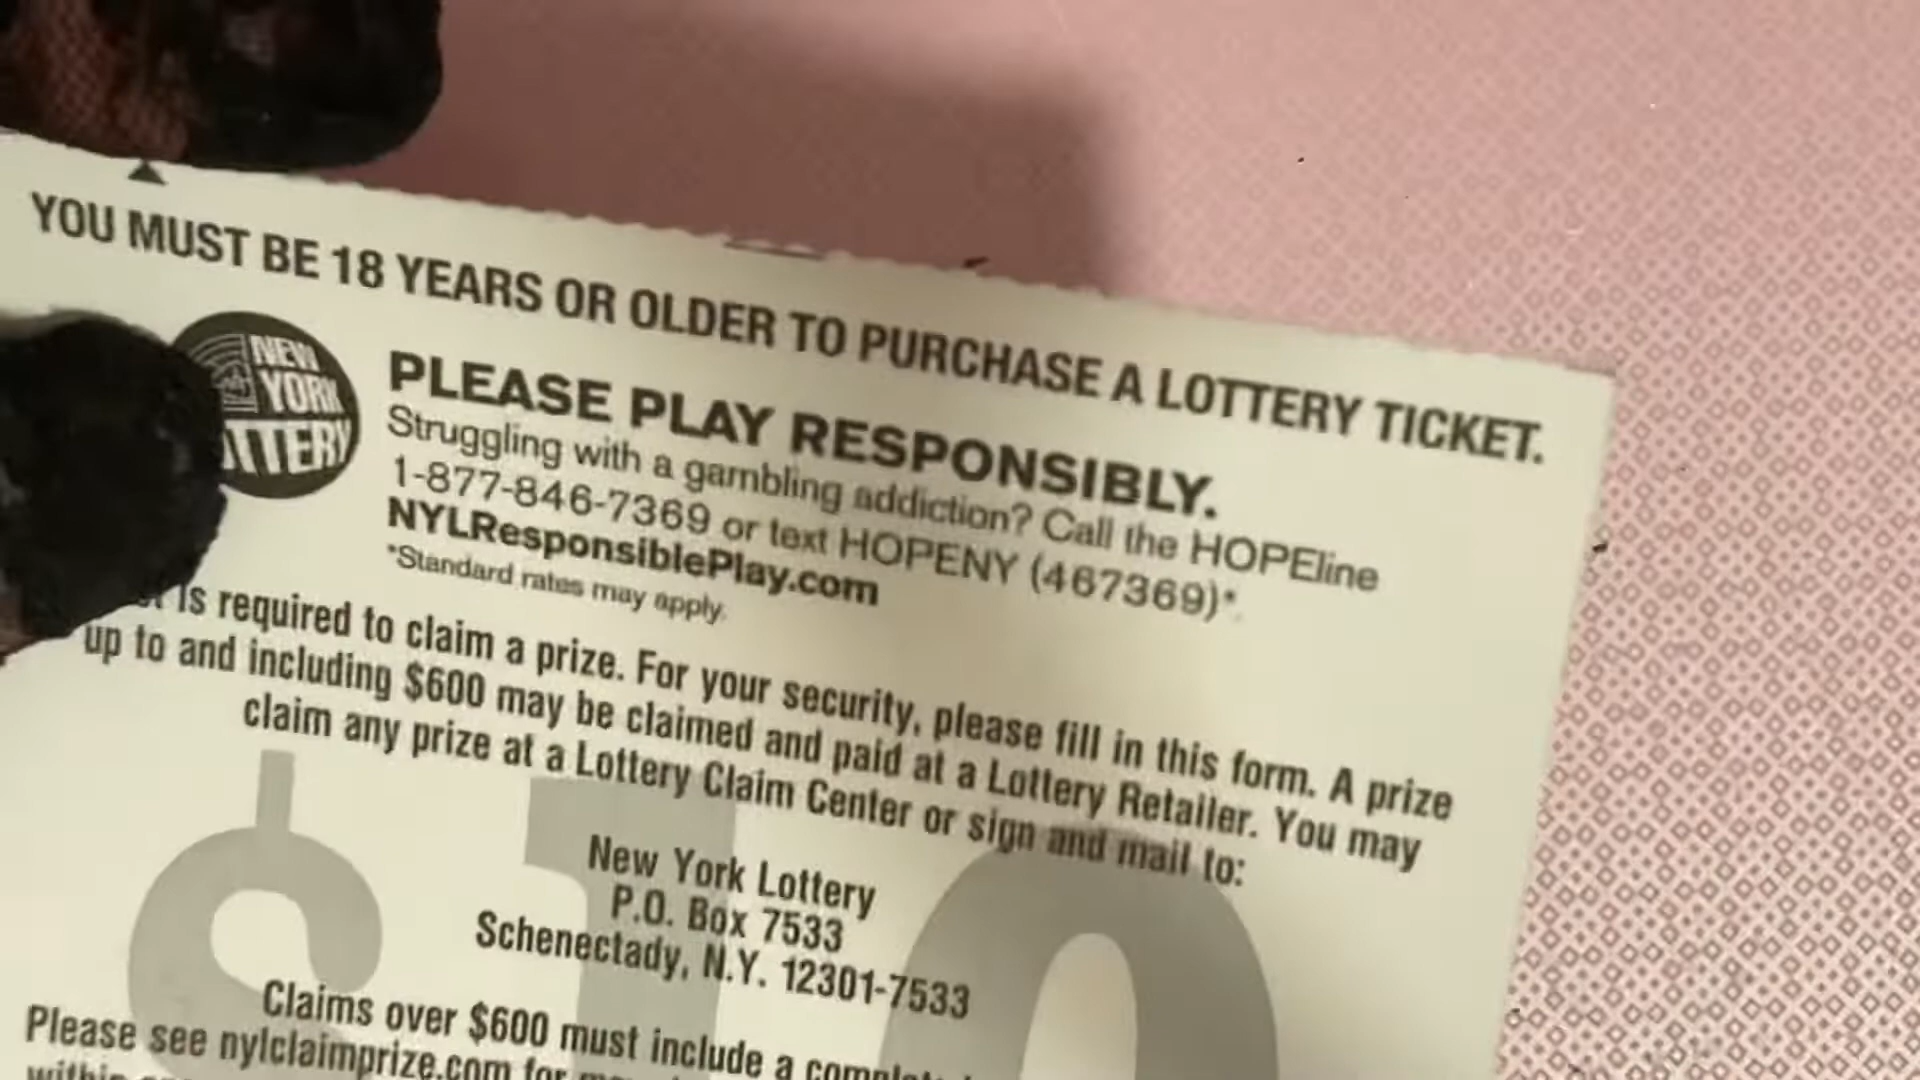 YOU MUST BE 18 YEARS OR OLDER TO PURCHASE A LOTTERY TICKET.
NEW
YORK
PLEASE PLAY RESPONSIBLY.
Struggling with a gambling addiction? Call the HOPEline
1-877-846-7369 or text HOPENY (467369)*.
NYLResponsiblePlay.com
*Standard rates may apply.
is required to claim a prize. For your security, please fill in this form. A prize
up to and including $600 may be claimed and paid at a Lottery Retailer. You may
claim any prize at a Lottery Claim Center or sign and mail to:
New York Lottery
P.O. Box 7533
Schenectady, N.Y. 12301-7533
$10
Claims over $600 must include a
Please see nylclaimprize.com for